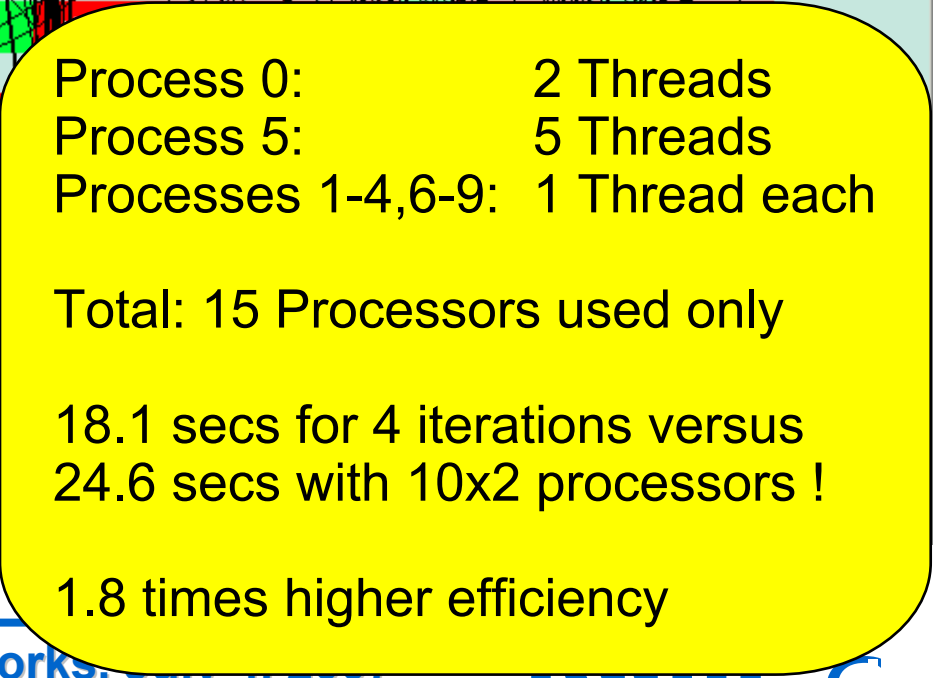 Process 0: 2 Threads
Process 5: 5 Threads
Processes 1-4,6-9: 1 Thread each
Total: 15 Processors used only
18.1 secs for 4 iterations versus
24.6 secs with 10x2 processors !
1.8 times higher efficiency